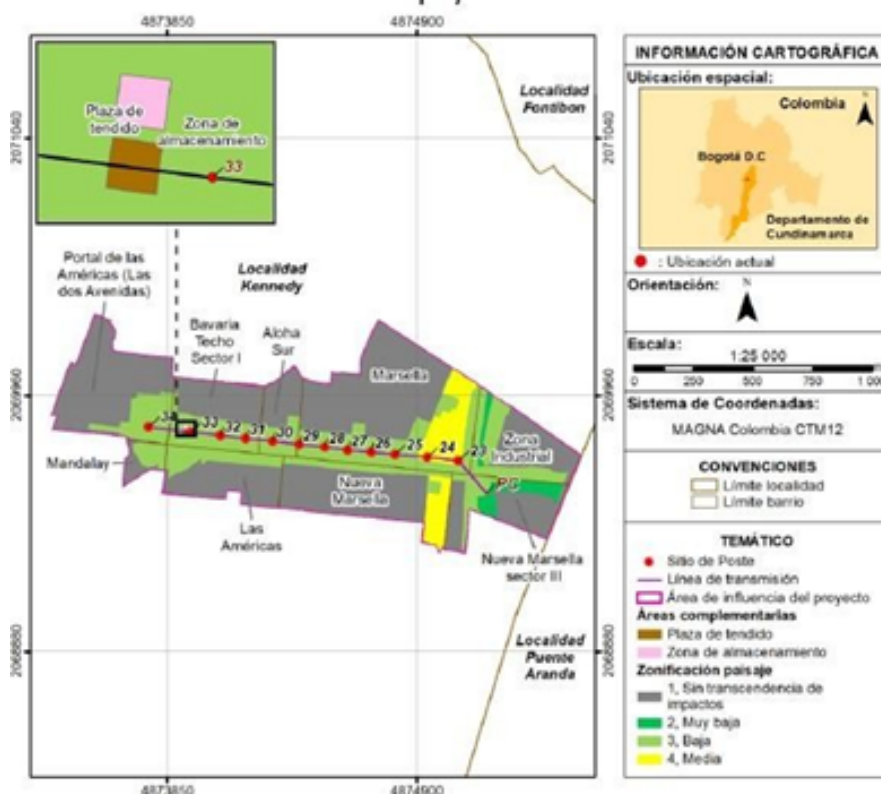 4873850
4874900
2071040
2071040
Plaza de
tendido
Zona de
almacenamiento
33
Localidad
Fontibon
Portal de las
Américas (Las
dos Avenidas)
Localidad
Kennedy
Bavaria
Techo
Sector I
Aloha
Sur
Marsella
2069960
2069960
34
33
32
31
30
29
28
27
26
25
24
23
Zona
Industrial
PC
Mandalay
Nueva
Marsella
Las
Américas
Nueva Marsella
sector III
2068880
2068880
Localidad
Puente
Aranda
4873850
4874900
INFORMACIÓN CARTOGRÁFICA
Ubicación espacial:
Colombia
N
Bogotá D.C
Departamento de
Cundinamarca
: Ubicación actual
Orientación:
N
Escala:
1:25 000
0 250 500 750 1 000
Sistema de Coordenadas:
MAGNA Colombia CTM12
CONVENCIONES
Límite localidad
Límite barrio
TEMÁTICO
Sitio de Poste
Línea de transmisión
Área de influencia del proyecto
Áreas complementarias
Plaza de tendido
Zona de almacenamiento
Zonificación paisaje
1, Sin transcendencia de
impactos
2, Muy baja
3, Baja
4, Media